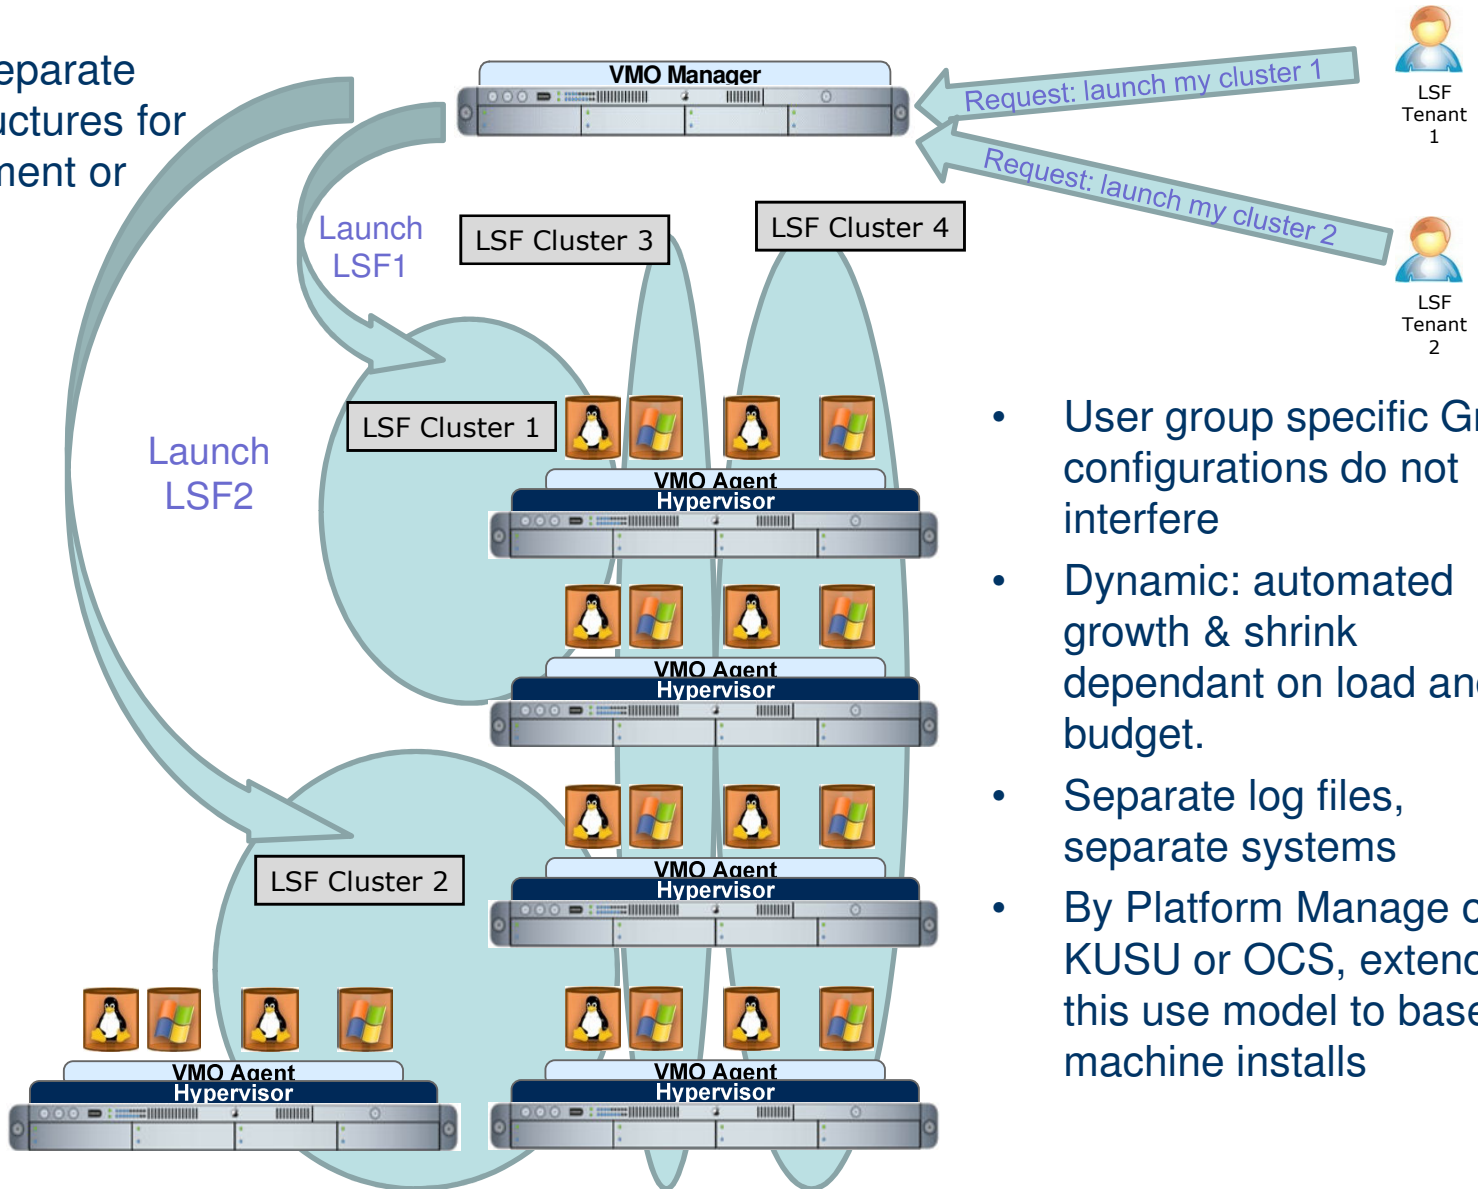 eparate
uctures for
ment or
VMO Manager
Request: launch my cluster 1
LSF
Tenant
1
Request: launch my cluster 2
LSF
Tenant
2
Launch
LSF1
LSF Cluster 3
LSF Cluster 4
Launch
LSF2
LSF Cluster 1
VMO Agent
Hypervisor
VMO Agent
Hypervisor
LSF Cluster 2
VMO Agent
Hypervisor
VMO Agent
Hypervisor
VMO Agent
Hypervisor
• User group specific Gr
configurations do not
interfere
• Dynamic: automated
growth & shrink
dependant on load an
budget.
• Separate log files,
separate systems
• By Platform Manage o
KUSU or OCS, extend
this use model to base
machine installs